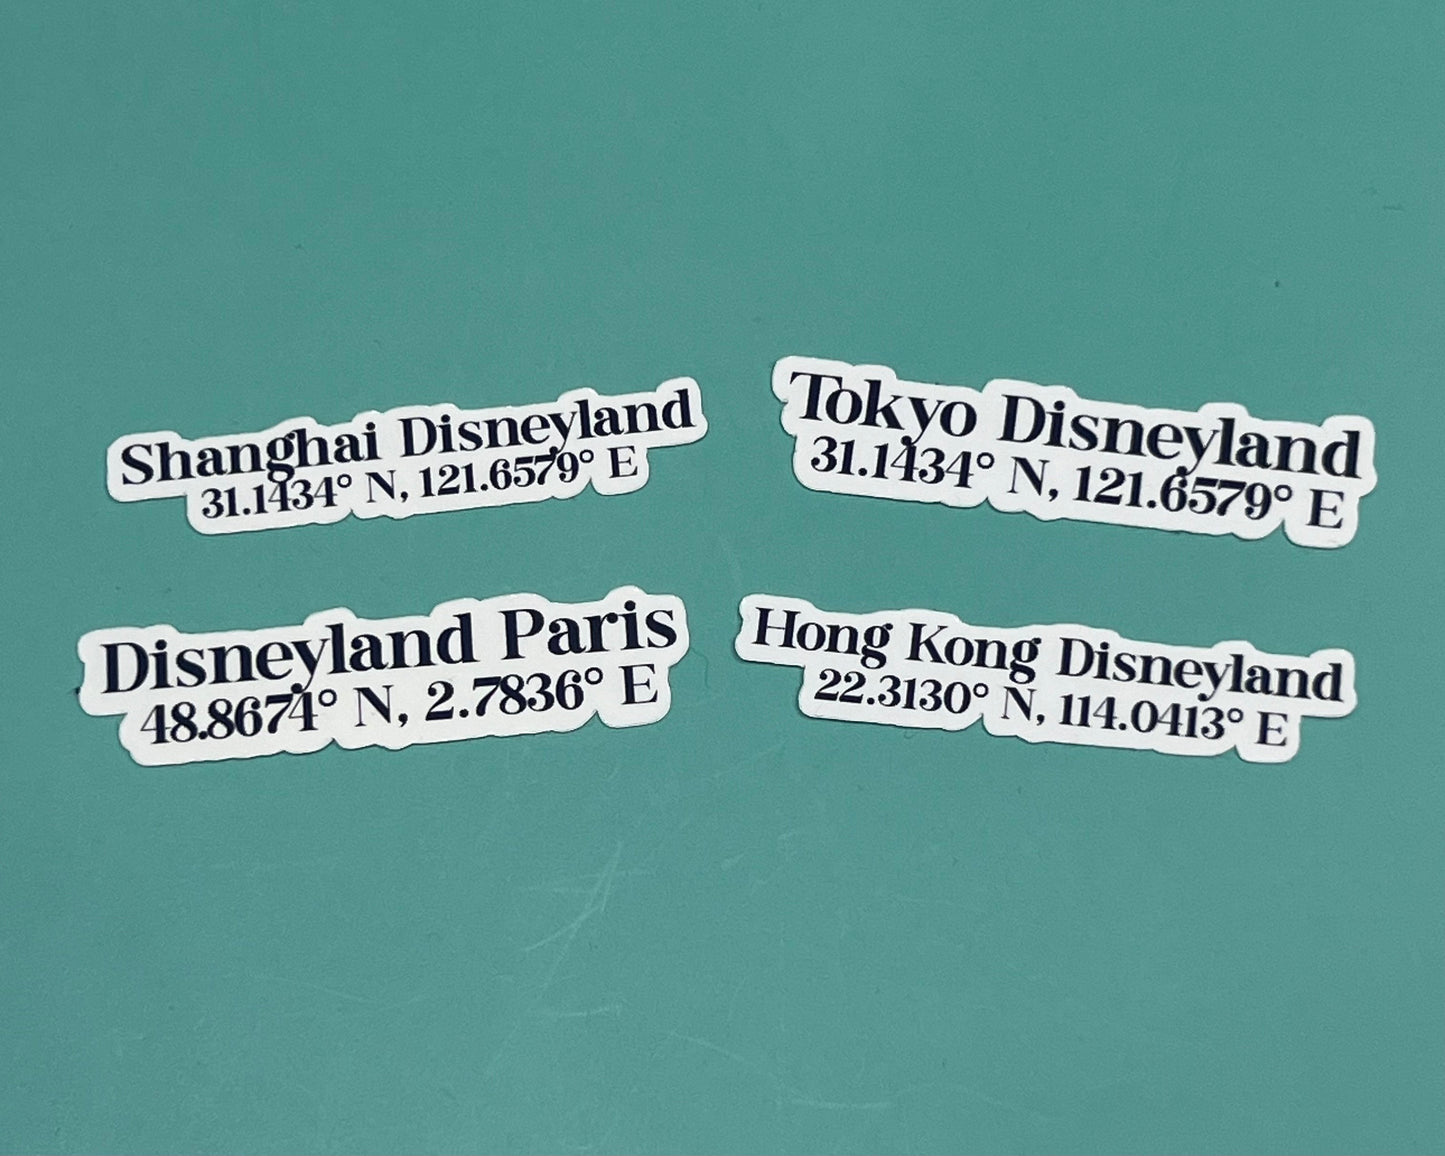 Shanghai Disneyland
31.1434° N, 121.6579° E
Tokyo Disneyland
31.1434° N, 121.6579° E
Disneyland Paris
48.8674° N, 2.7836° E
Hong Kong Disneyland
22.3130° N, 114.0413° E